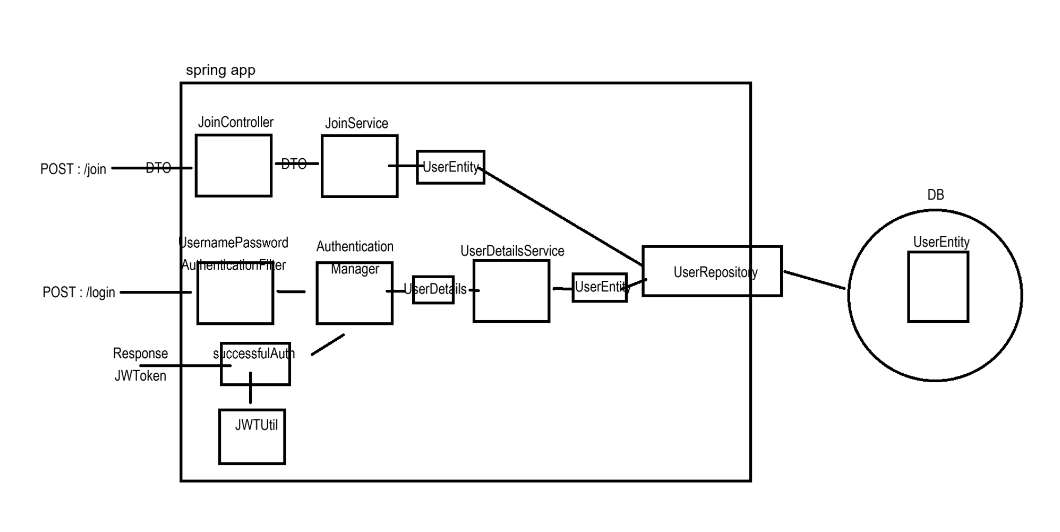 spring app
JoinController
JoinService
POST : /join
DTO
DTO
UserEntity
DB
UserEntity
UsernamePassword
AuthenticationFilter
Authentication
Manager
UserDetailsService
UserRepository
POST : /login
UserDetails
UserEntity
Response
JWToken
successfulAuth
JWTUtil